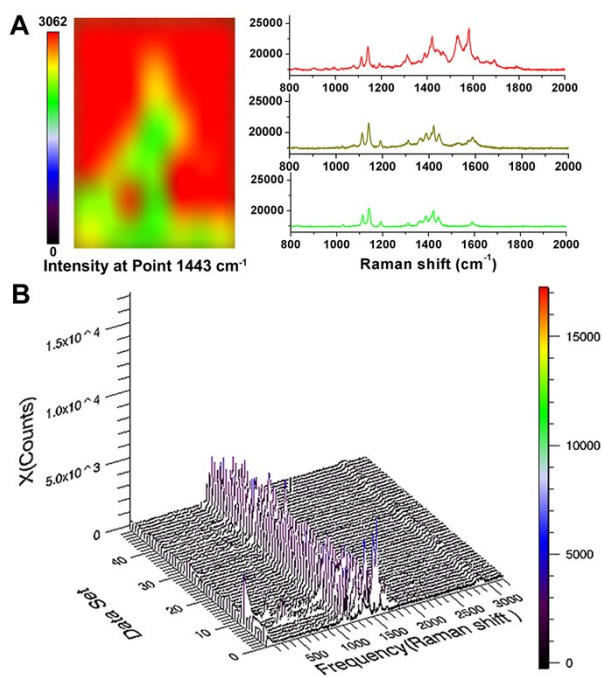 A
3062
0
Intensity at Point 1443 cm-1
25000
20000
800 1000 1200 1400 1600 1800 2000
25000
20000
800 1000 1200 1400 1600 1800 2000
25000
20000
800 1000 1200 1400 1600 1800 2000
Raman shift (cm-1)
B
1.5x10^4
1.0x10^4
5.0x10^3
0
X(Counts)
40
30
20
10
0
Data Set
500
1000
1500
2000
2500
3000
Frequency(Raman shift )
15000
10000
5000
0